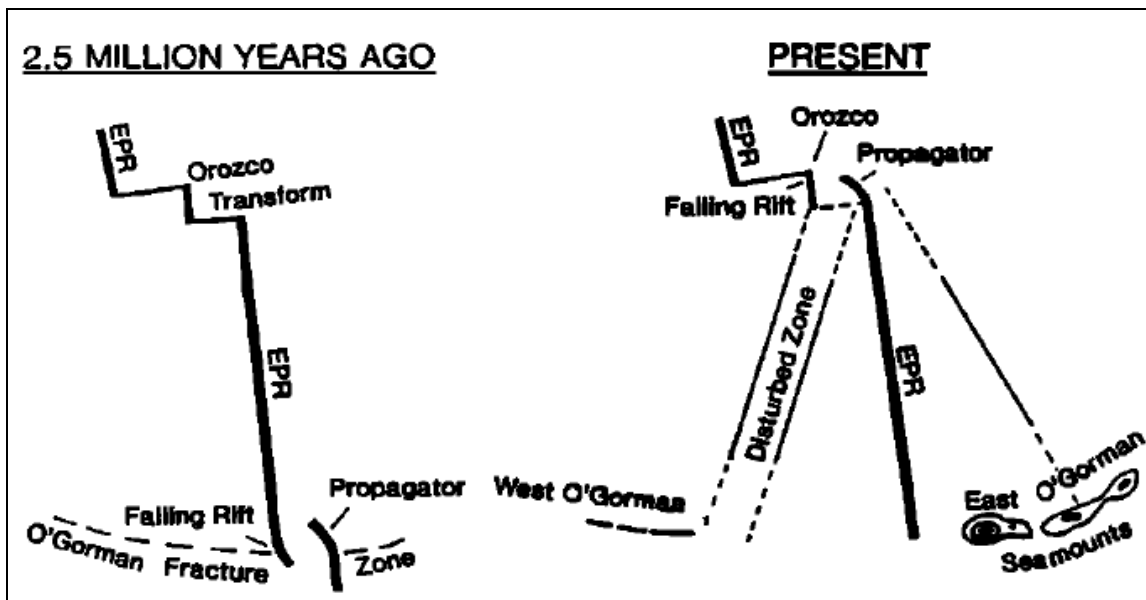 2.5 MILLION YEARS AGO
EPR
Orozco
Transform
EPR
Propagator
Failing Rift
O'Gorman Fracture Zone
PRESENT
Orozco
EPR
Propagator
Failing Rift
Disturbed Zone
EPR
West O'Gorman
East O'Gorman
Seamounts